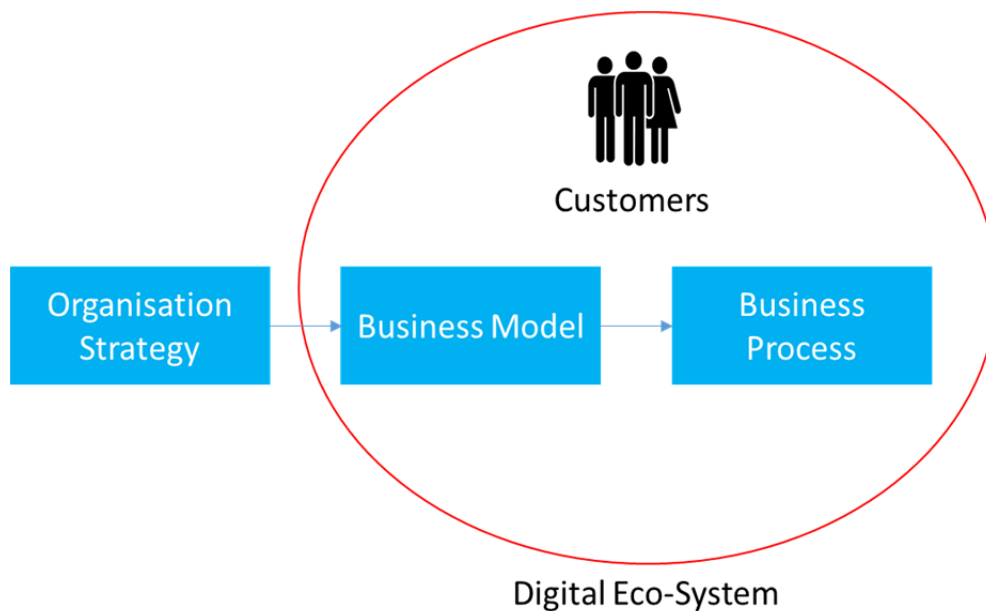 Customers
Organisation
Strategy
Business Model
Business
Process
Digital Eco-System